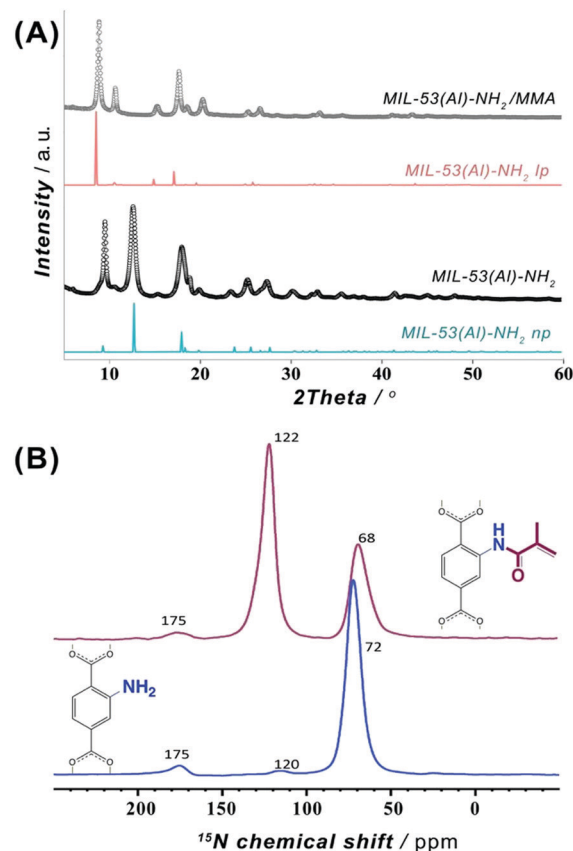 (A)
Intensity / a.u.
MIL-53(Al)-NH2/MMA
MIL-53(Al)-NH2 lp
MIL-53(Al)-NH2
MIL-53(Al)-NH2 np
10 20 30 40 50 60
2Theta / °
(B)
122
68
175
H
N
O
O
O
O
O
72
NH2
O
O
O
O
175
120
200 150 100 50 0
15N chemical shift / ppm